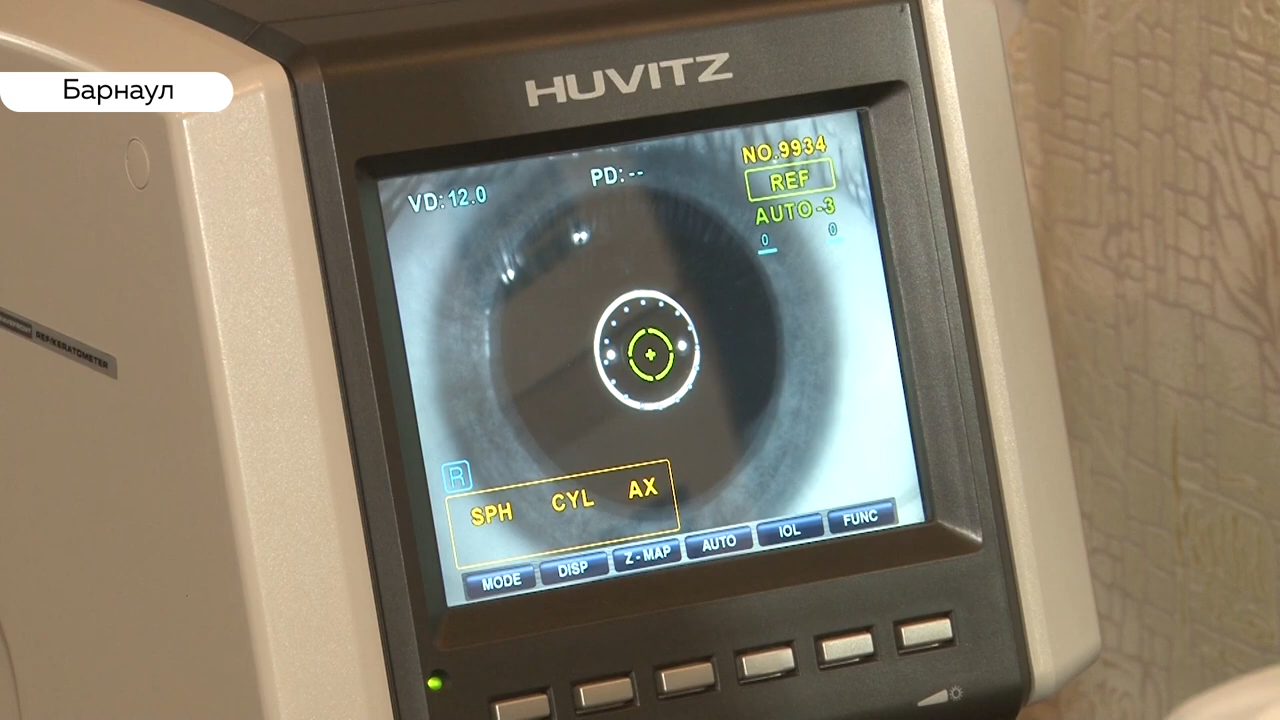 Барнаул
HUVITZ
NO.9934
VD: 12.0
PD: --
REF
AUTO-3
0 0
REF/KERATOMETER
R
SPH CYL AX
MODE DISP Z-MAP AUTO IOL FUNC